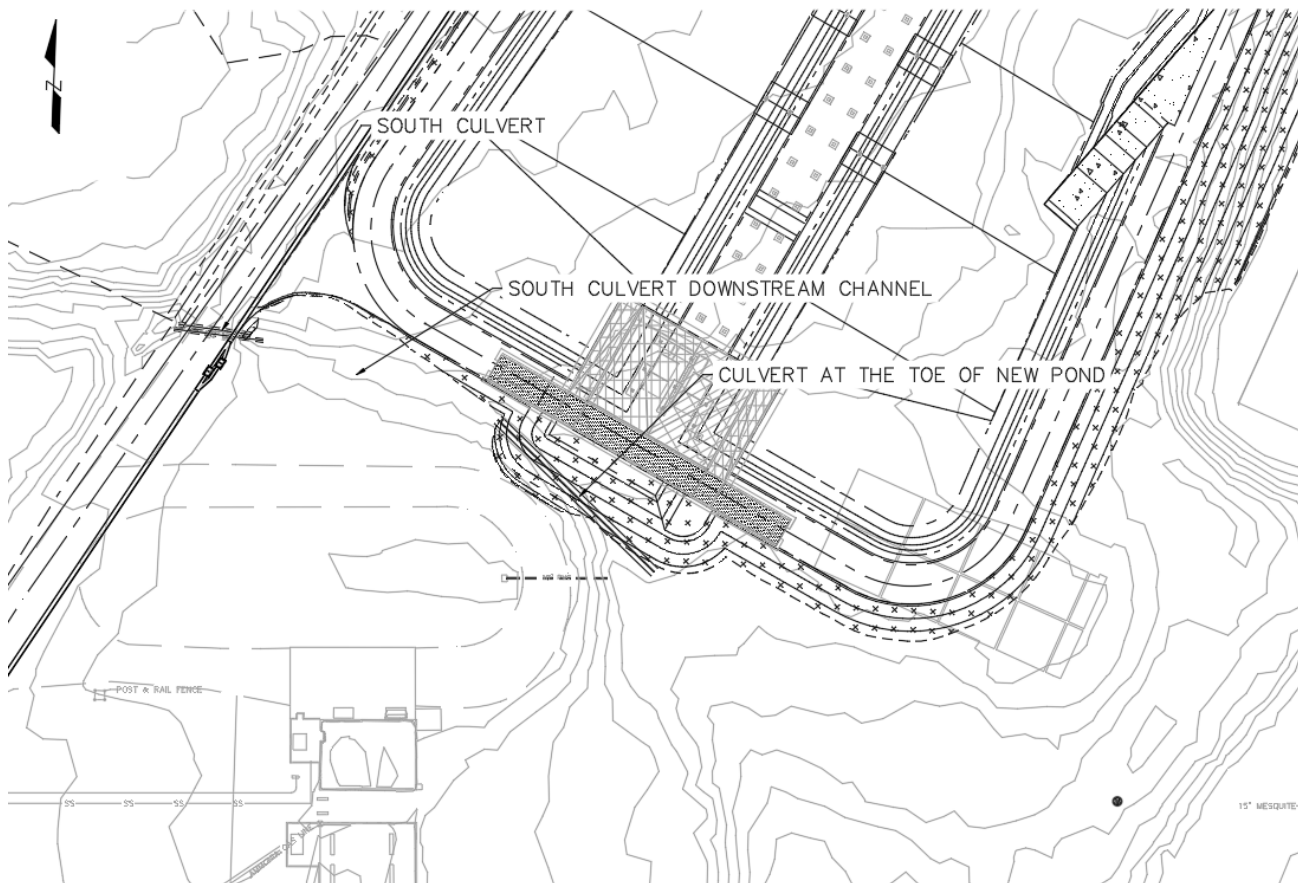 N
SOUTH CULVERT
SOUTH CULVERT DOWNSTREAM CHANNEL
CULVERT AT THE TOE OF NEW POND
POST & RAIL FENCE
SS SS SS SS
15" MESQUITE